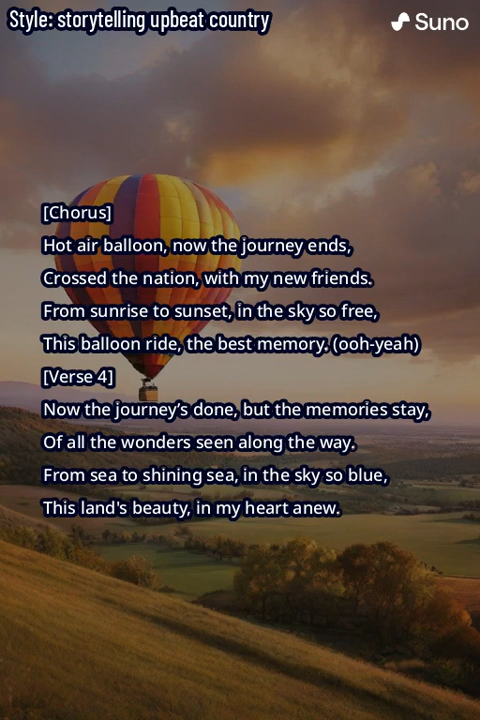 Style: storytelling upbeat country
Suno
[Chorus]
Hot air balloon, now the journey ends,
Crossed the nation, with my new friends.
From sunrise to sunset, in the sky so free,
This balloon ride, the best memory. (ooh-yeah)
[Verse 4]
Now the journey’s done, but the memories stay,
Of all the wonders seen along the way.
From sea to shining sea, in the sky so blue,
This land's beauty, in my heart anew.